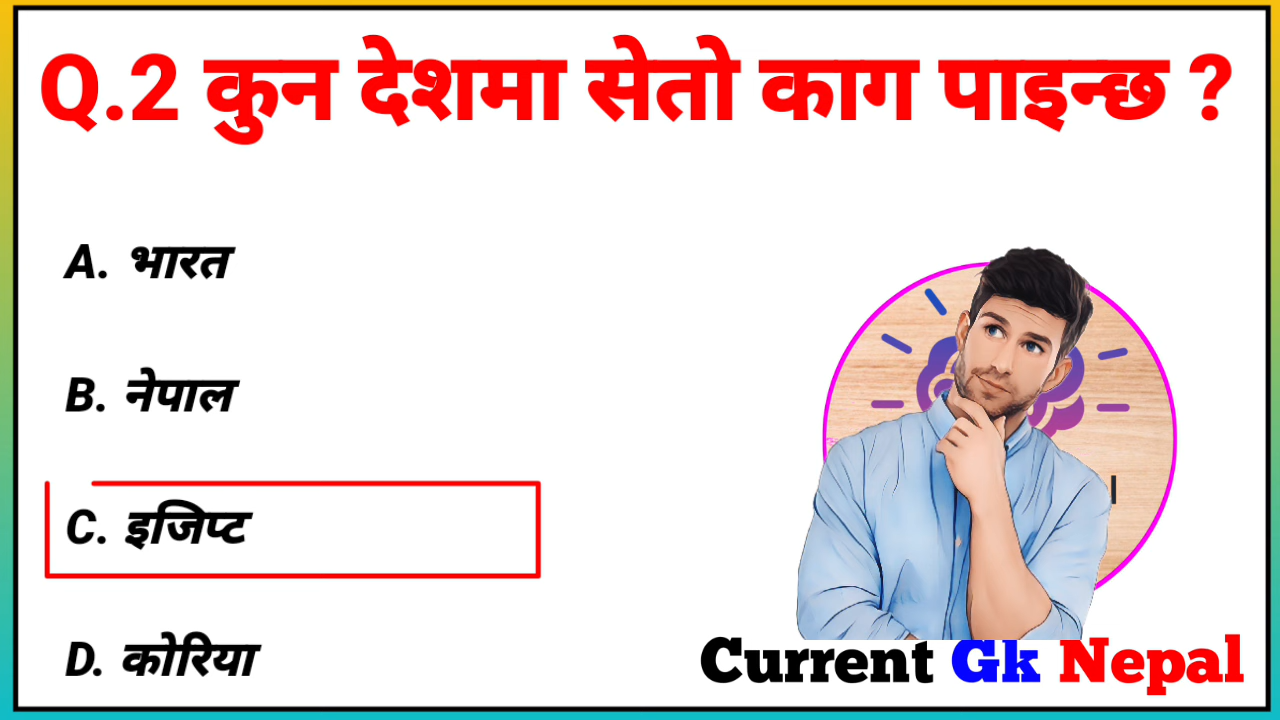 Q.2 कुन देशमा सेतो काग पाइन्छ ?
A. भारत
B. नेपाल
C. इजिप्ट
D. कोरिया
Current Gk Nepal